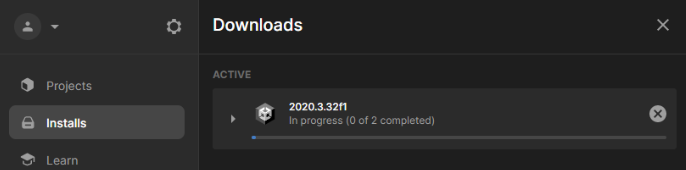 Downloads
Projects
Installs
Learn
ACTIVE
2020.3.32f1
In progress (0 of 2 completed)